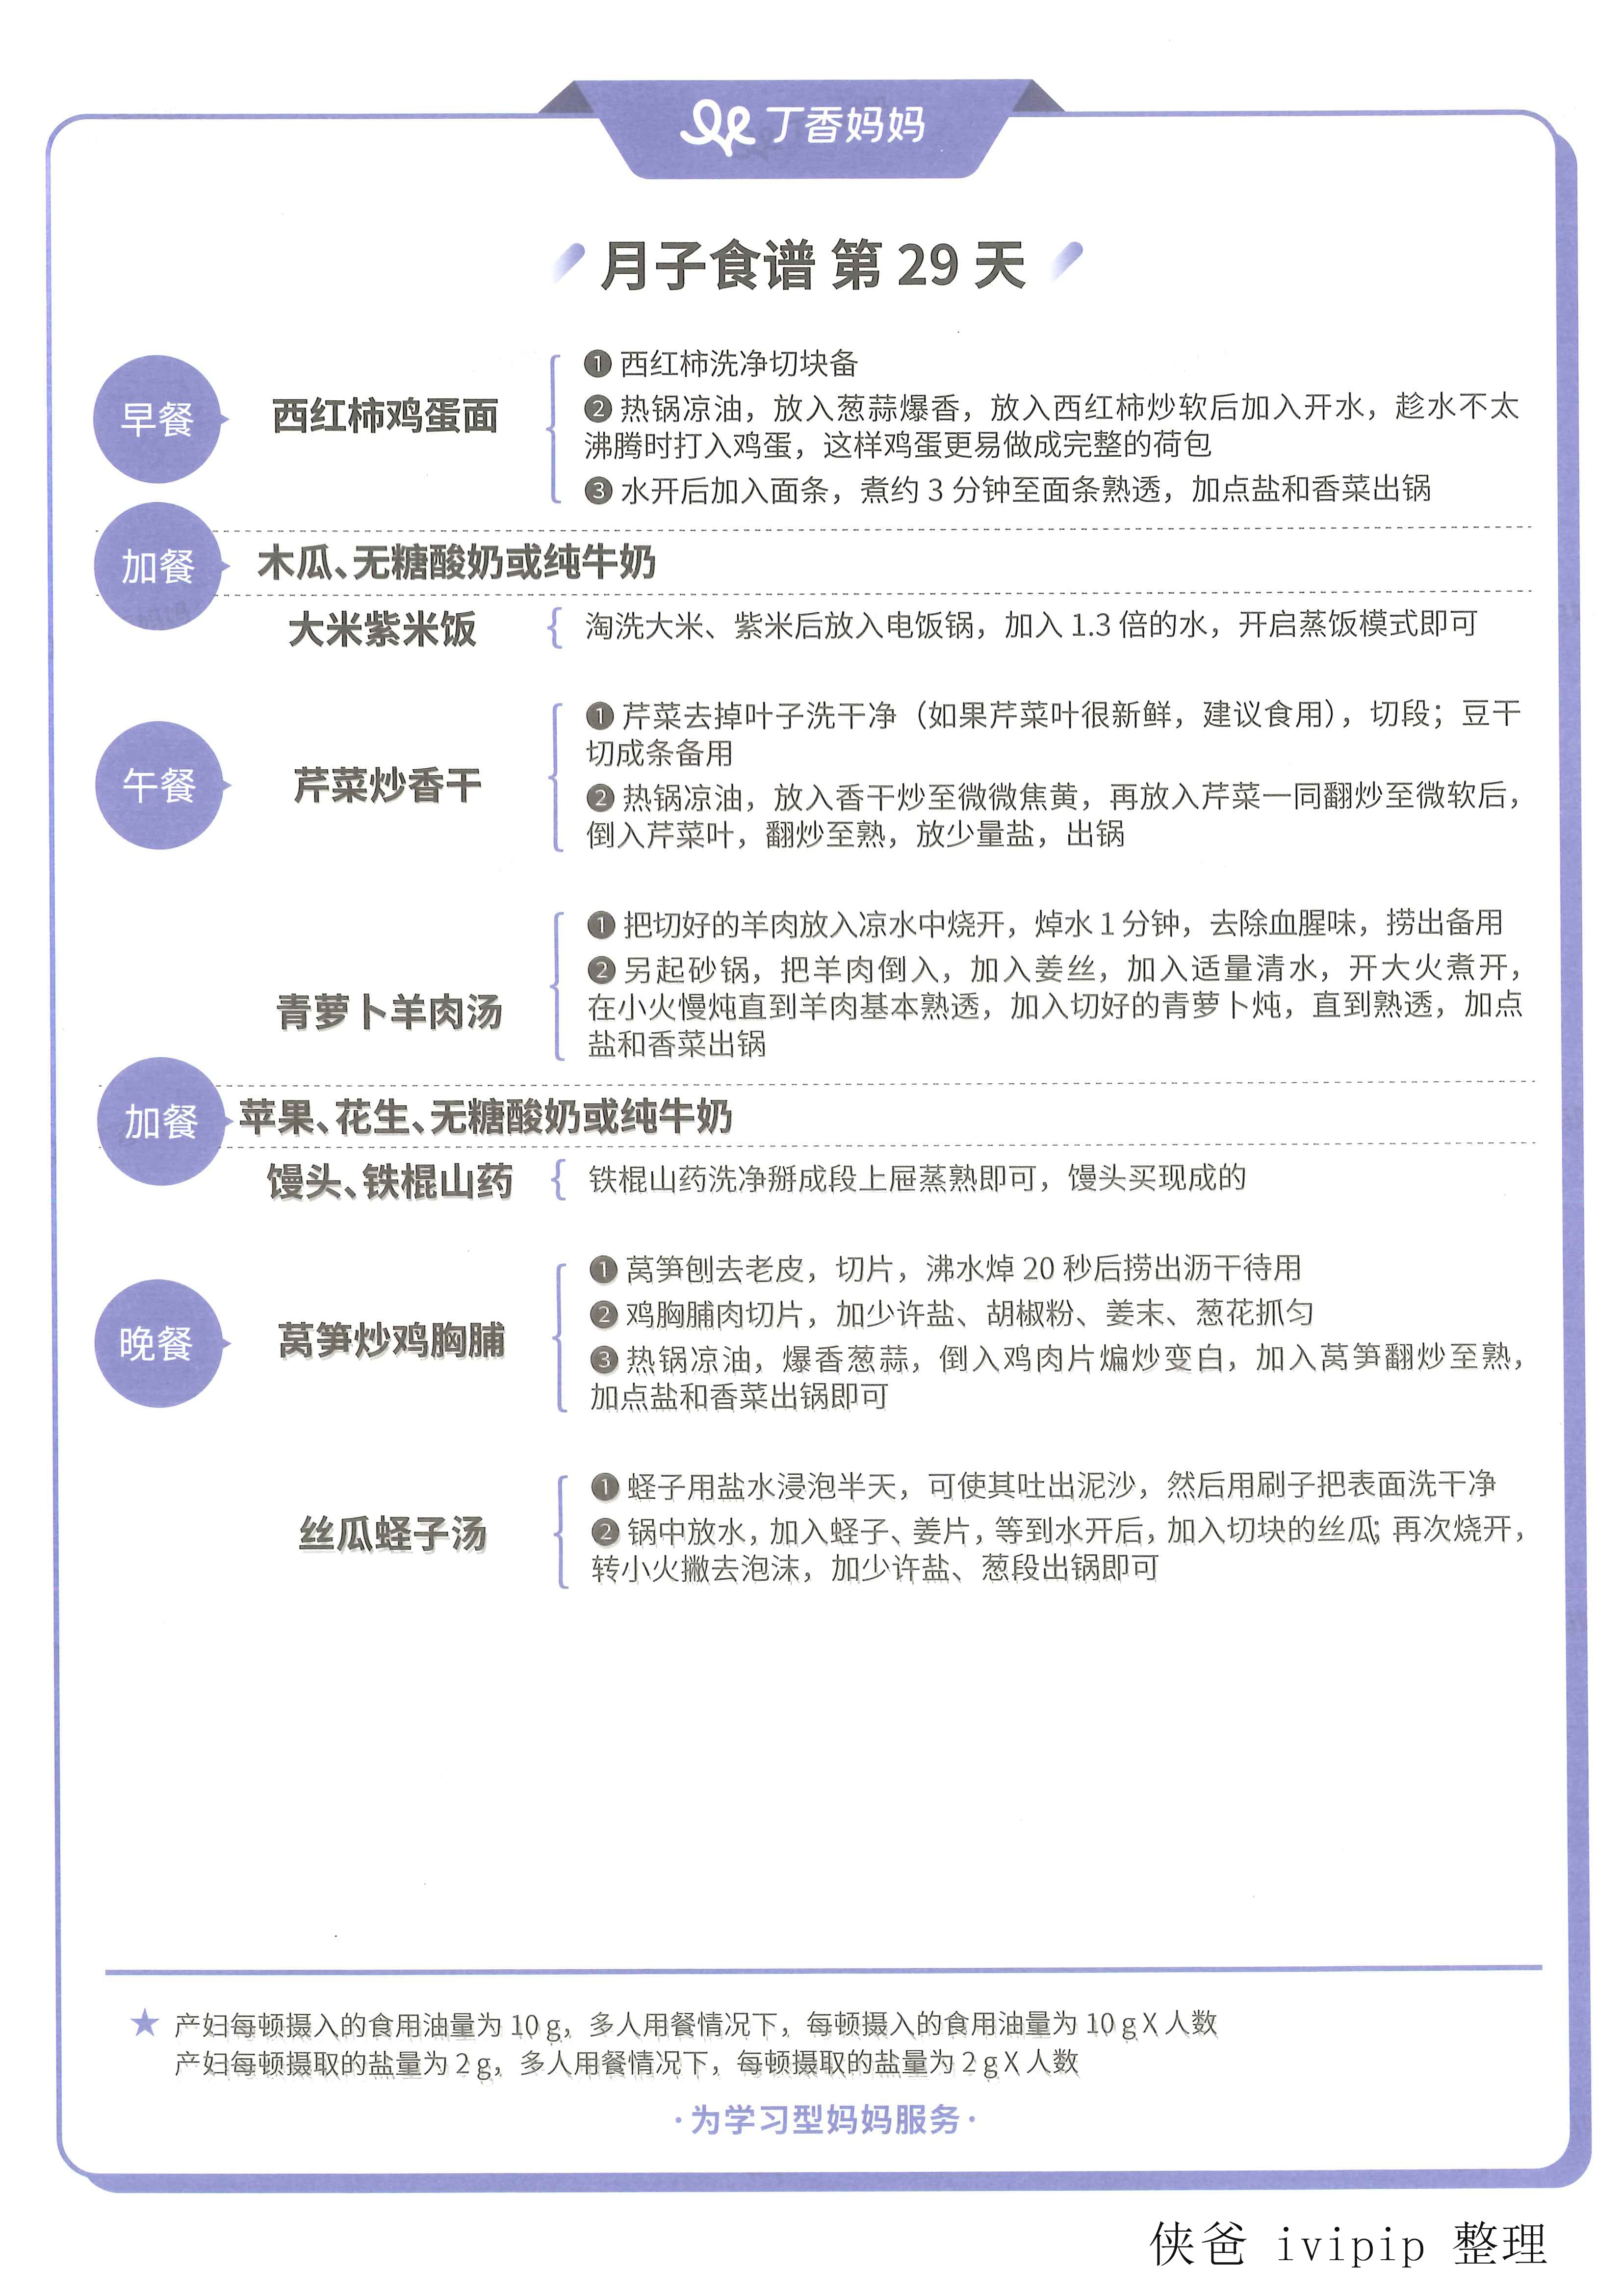 丁香妈妈
月子食谱 第 29 天
早餐
西红柿鸡蛋面
❶ 西红柿洗净切块备
❷ 热锅凉油，放入葱蒜爆香，放入西红柿炒软后加入开水，趁水不太
沸腾时打入鸡蛋，这样鸡蛋更易做成完整的荷包
❸ 水开后加入面条，煮约 3 分钟至面条熟透，加点盐和香菜出锅
加餐
木瓜、无糖酸奶或纯牛奶
大米紫米饭
淘洗大米、紫米后放入电饭锅，加入 1.3 倍的水，开启蒸饭模式即可
午餐
芹菜炒香干
❶ 芹菜去掉叶子洗干净（如果芹菜叶很新鲜，建议食用），切段；豆干
切成条备用
❷ 热锅凉油，放入香干炒至微微焦黄，再放入芹菜一同翻炒至微软后，
倒入芹菜叶，翻炒至熟，放少量盐，出锅
青萝卜羊肉汤
❶ 把切好的羊肉放入凉水中烧开，焯水 1 分钟，去除血腥味，捞出备用
❷ 另起砂锅，把羊肉倒入，加入姜丝，加入适量清水，开大火煮开，
在小火慢炖直到羊肉基本熟透，加入切好的青萝卜炖，直到熟透，加点
盐和香菜出锅
加餐
苹果、花生、无糖酸奶或纯牛奶
馒头、铁棍山药
铁棍山药洗净掰成段上屉蒸熟即可，馒头买现成的
晚餐
莴笋炒鸡胸脯
❶ 莴笋刨去老皮，切片，沸水焯 20 秒后捞出沥干待用
❷ 鸡胸脯肉切片，加少许盐、胡椒粉、姜末、葱花抓匀
❸ 热锅凉油，爆香葱蒜，倒入鸡肉片煸炒变白，加入莴笋翻炒至熟，
加点盐和香菜出锅即可
丝瓜蛏子汤
❶ 蛏子用盐水浸泡半天，可使其吐出泥沙，然后用刷子把表面洗干净
❷ 锅中放水，加入蛏子、姜片，等到水开后，加入切块的丝瓜；再次烧开，
转小火撇去泡沫，加少许盐、葱段出锅即可
★ 产妇每顿摄入的食用油量为 10 g，多人用餐情况下，每顿摄入的食用油量为 10 g X 人数
产妇每顿摄取的盐量为 2 g，多人用餐情况下，每顿摄取的盐量为 2 g X 人数
·为学习型妈妈服务·
侠爸 ivipip 整理